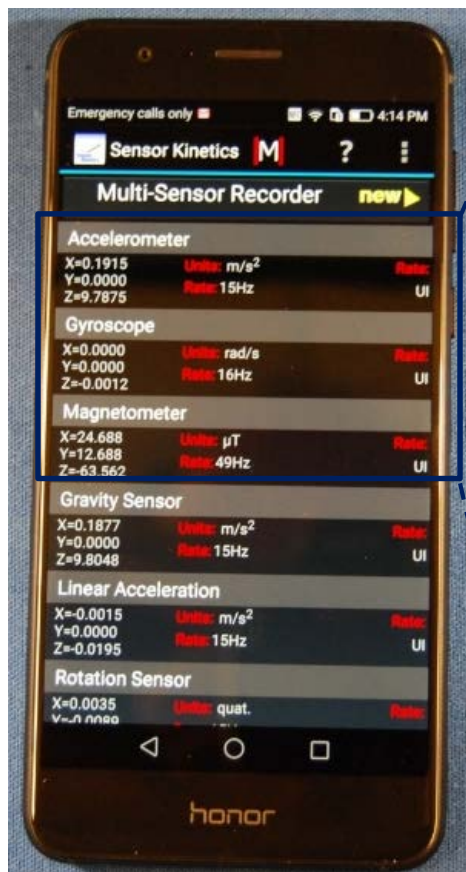 Emergency calls only 4:14 PM
Sensor Kinetics M ? 
Multi-Sensor Recorder new
Accelerometer
X=0.1915 Units: m/s² Rate:
Y=0.0000 Rate: 15Hz UI
Z=9.7875
Gyroscope
X=0.0000 Units: rad/s Rate:
Y=0.0000 Rate: 16Hz UI
Z=-0.0012
Magnetometer
X=24.688 Units: µT Rate:
Y=12.688 Rate: 49Hz UI
Z=-63.562
Gravity Sensor
X=0.1877 Units: m/s² Rate:
Y=0.0000 Rate: 15Hz UI
Z=9.8048
Linear Acceleration
X=-0.0015 Units: m/s² Rate:
Y=0.0000 Rate: 15Hz UI
Z=-0.0195
Rotation Sensor
X=0.0035 Units: quat. Rate:
Y=-0.0089
honor